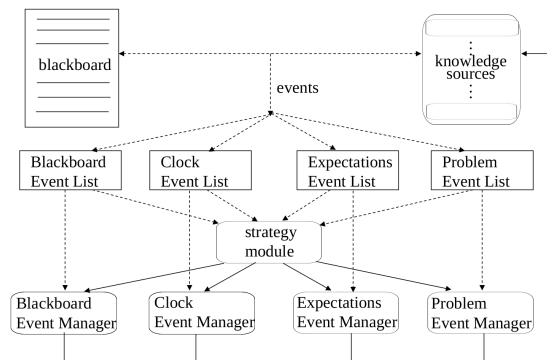 blackboard
knowledge
sources
events
Blackboard
Event List
Clock
Event List
Expectations
Event List
Problem
Event List
strategy
module
Blackboard
Event Manager
Clock
Event Manager
Expectations
Event Manager
Problem
Event Manager